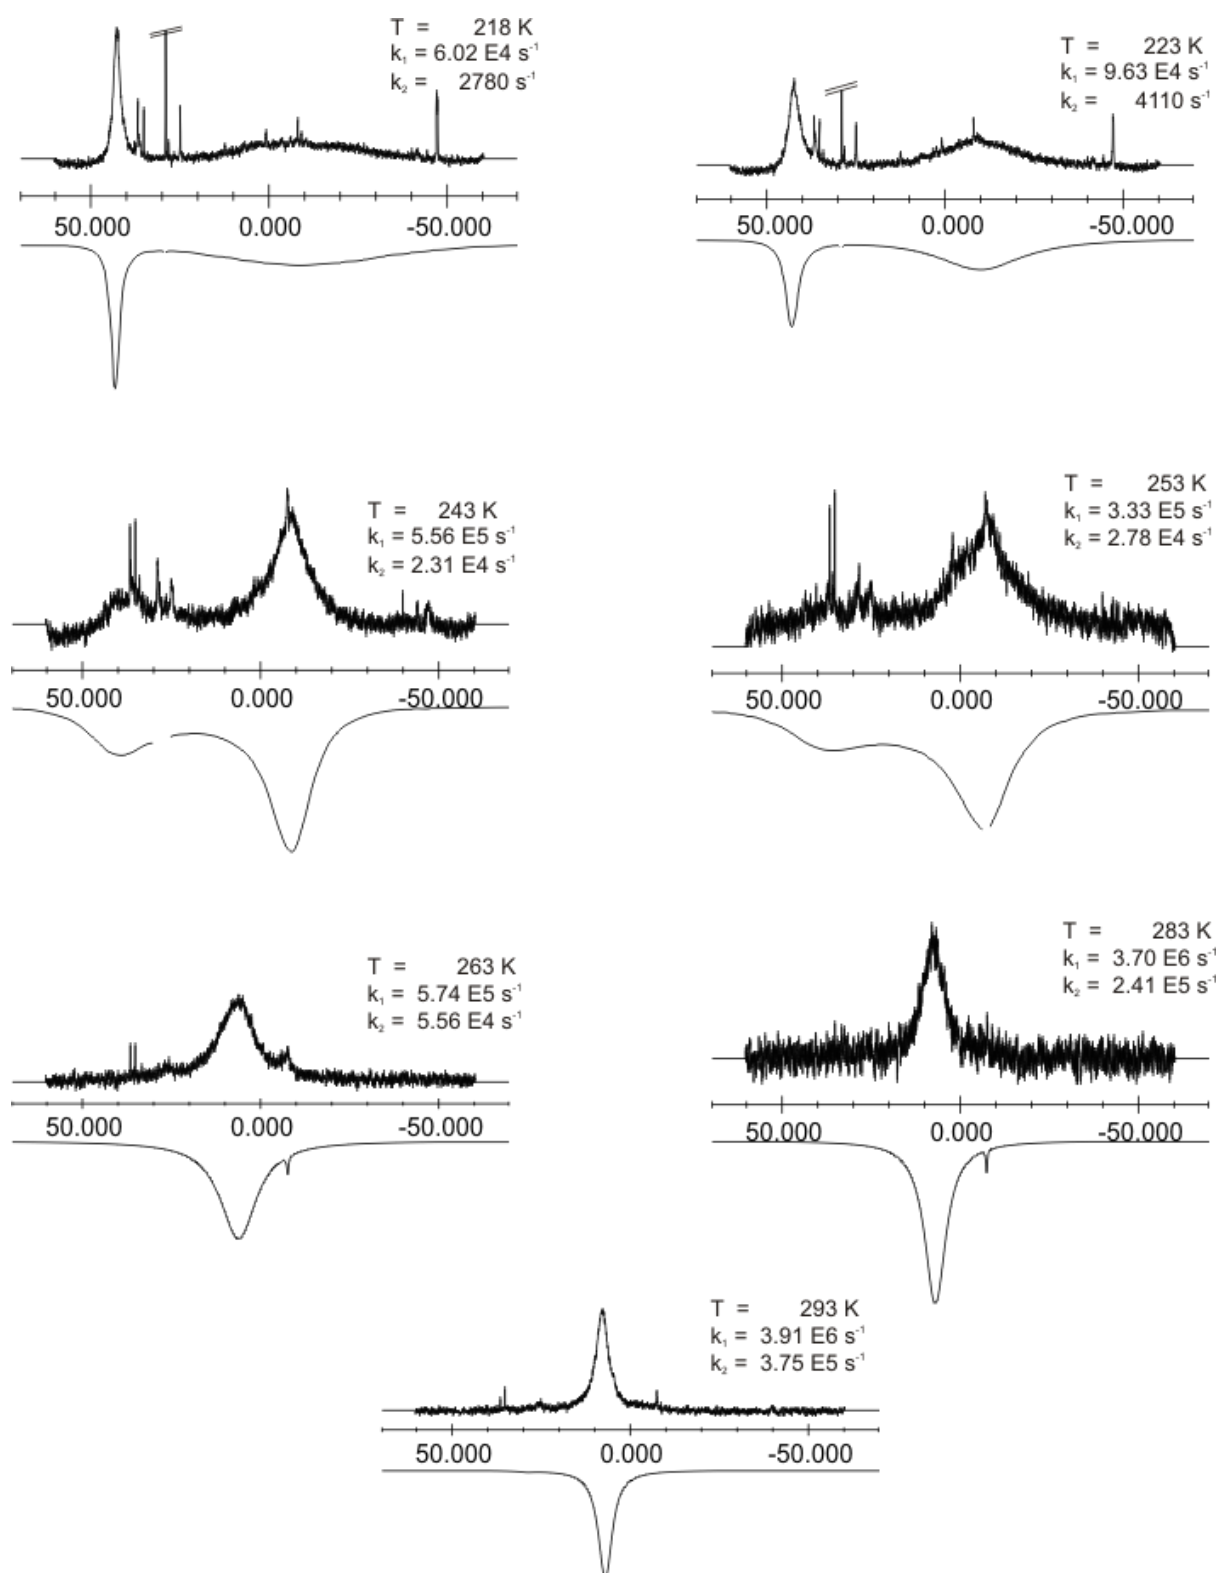 T = 218 K
k₁ = 6.02 E4 s⁻¹
k₂ = 2780 s⁻¹
50.000 0.000 -50.000
T = 223 K
k₁ = 9.63 E4 s⁻¹
k₂ = 4110 s⁻¹
50.000 0.000 -50.000
T = 243 K
k₁ = 5.56 E5 s⁻¹
k₂ = 2.31 E4 s⁻¹
50.000 0.000 -50.000
T = 253 K
k₁ = 3.33 E5 s⁻¹
k₂ = 2.78 E4 s⁻¹
50.000 0.000 -50.000
T = 263 K
k₁ = 5.74 E5 s⁻¹
k₂ = 5.56 E4 s⁻¹
50.000 0.000 -50.000
T = 283 K
k₁ = 3.70 E6 s⁻¹
k₂ = 2.41 E5 s⁻¹
50.000 0.000 -50.000
T = 293 K
k₁ = 3.91 E6 s⁻¹
k₂ = 3.75 E5 s⁻¹
50.000 0.000 -50.000